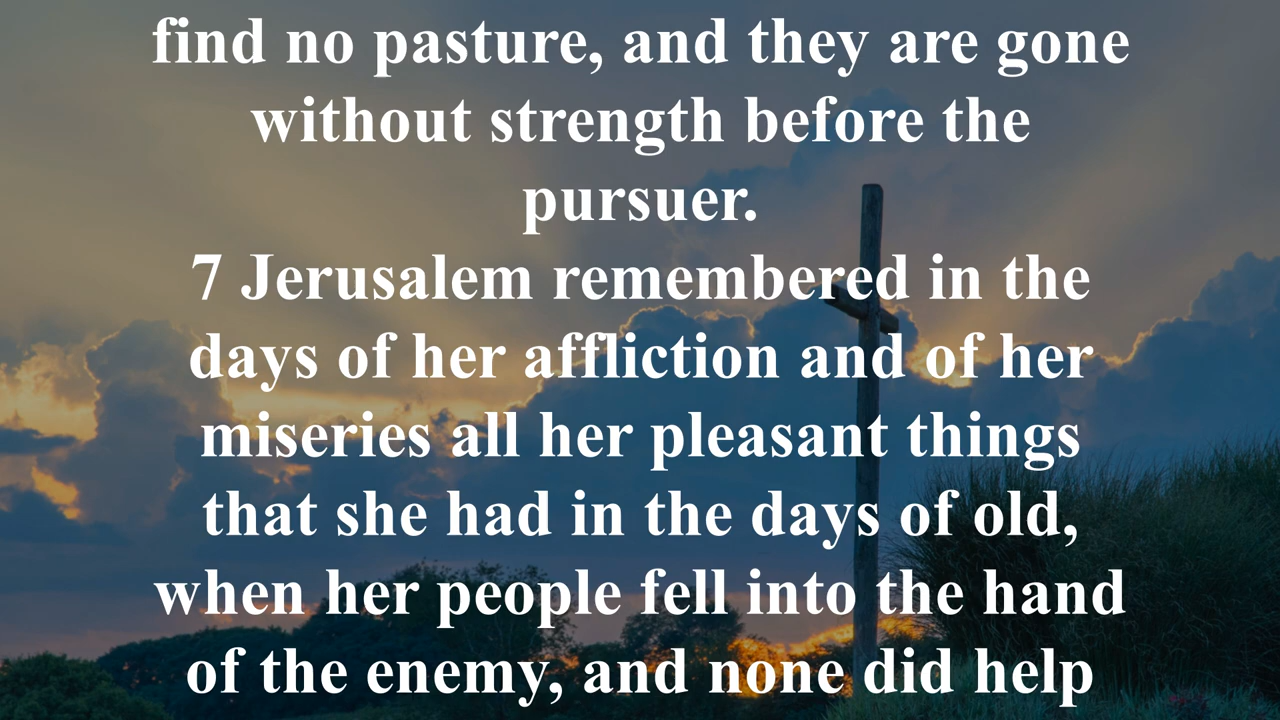 find no pasture, and they are gone
without strength before the
pursuer.
7 Jerusalem remembered in the
days of her affliction and of her
miseries all her pleasant things
that she had in the days of old,
when her people fell into the hand
of the enemy, and none did help